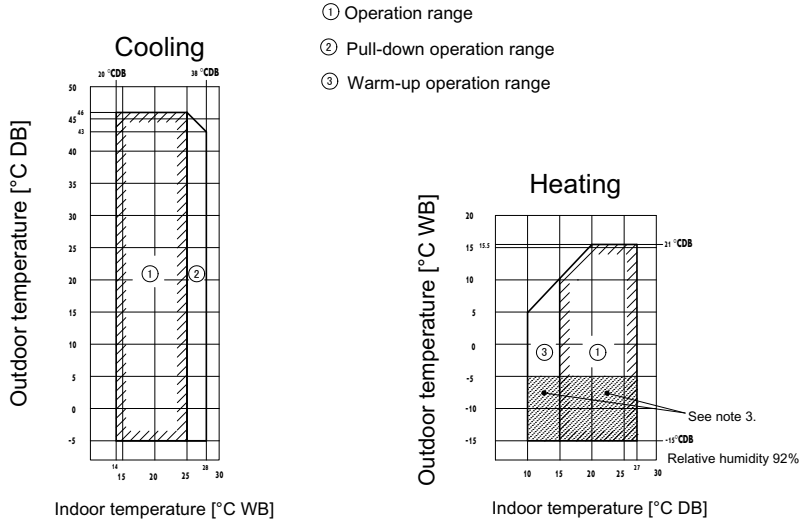 ① Operation range
② Pull-down operation range
③ Warm-up operation range
Cooling
20 °CDB
38 °CDB
Outdoor temperature [°C DB]
50
46
45
43
40
35
30
25
20
15
10
5
0
-5
①
②
14
15
20
25
28
30
Indoor temperature [°C WB]
Heating
Outdoor temperature [°C WB]
20
15.5
15
10
5
0
-5
-10
-15
21 °CDB
③
①
See note 3.
-15°CDB
Relative humidity 92%
10
15
20
25
27
30
Indoor temperature [°C DB]